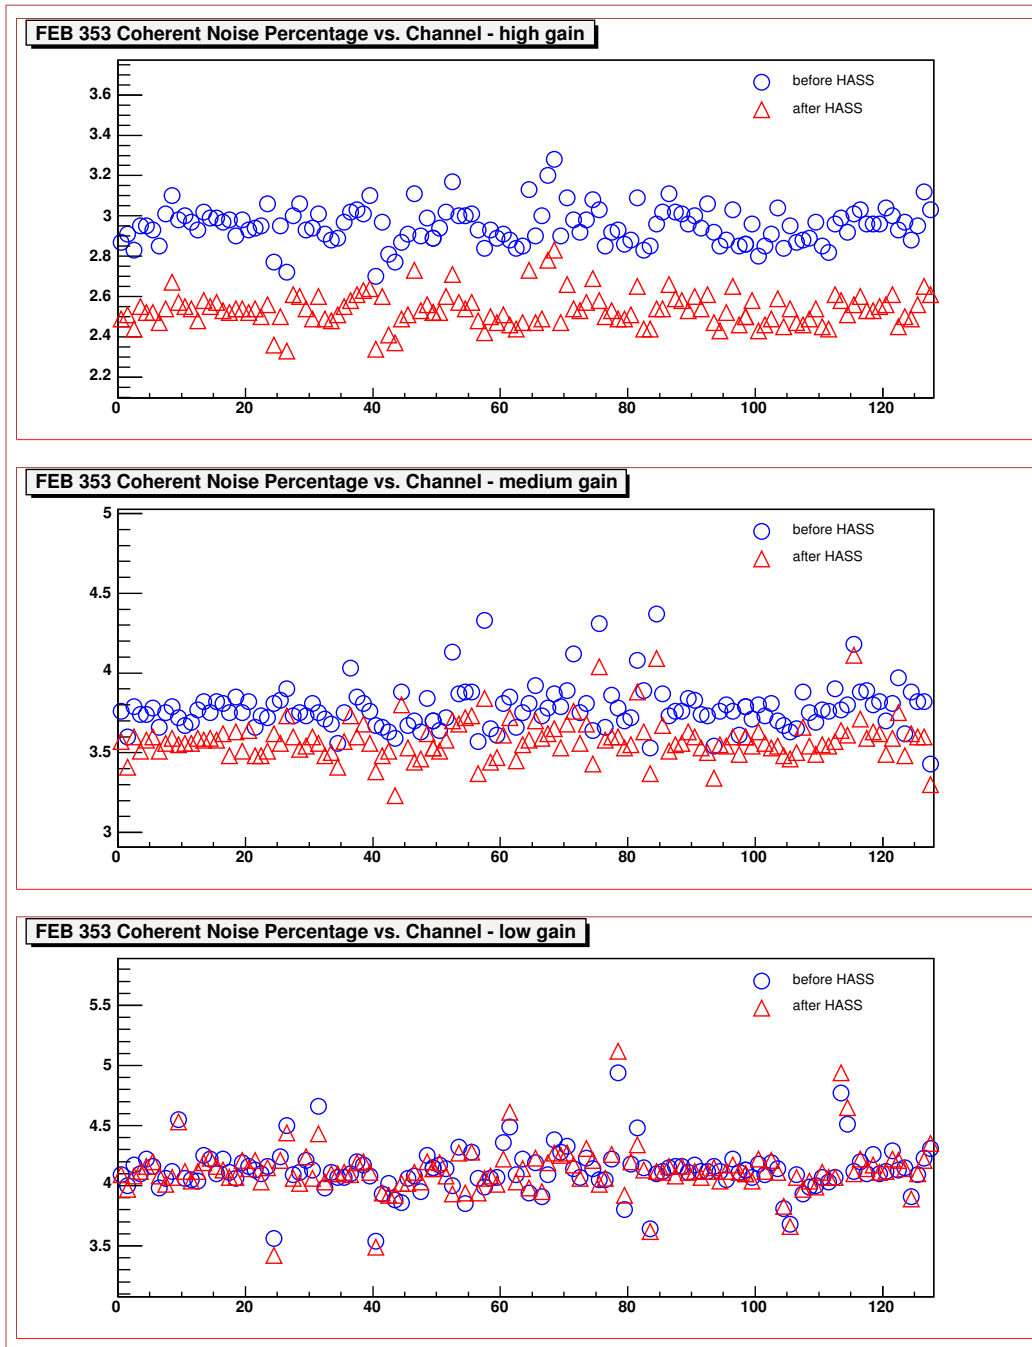 FEB 353 Coherent Noise Percentage vs. Channel - high gain
before HASS
after HASS
3.6
3.4
3.2
3
2.8
2.6
2.4
2.2
0 20 40 60 80 100 120
FEB 353 Coherent Noise Percentage vs. Channel - medium gain
5
before HASS
after HASS
4.5
4
3.5
3
0 20 40 60 80 100 120
FEB 353 Coherent Noise Percentage vs. Channel - low gain
before HASS
after HASS
5.5
5
4.5
4
3.5
0 20 40 60 80 100 120